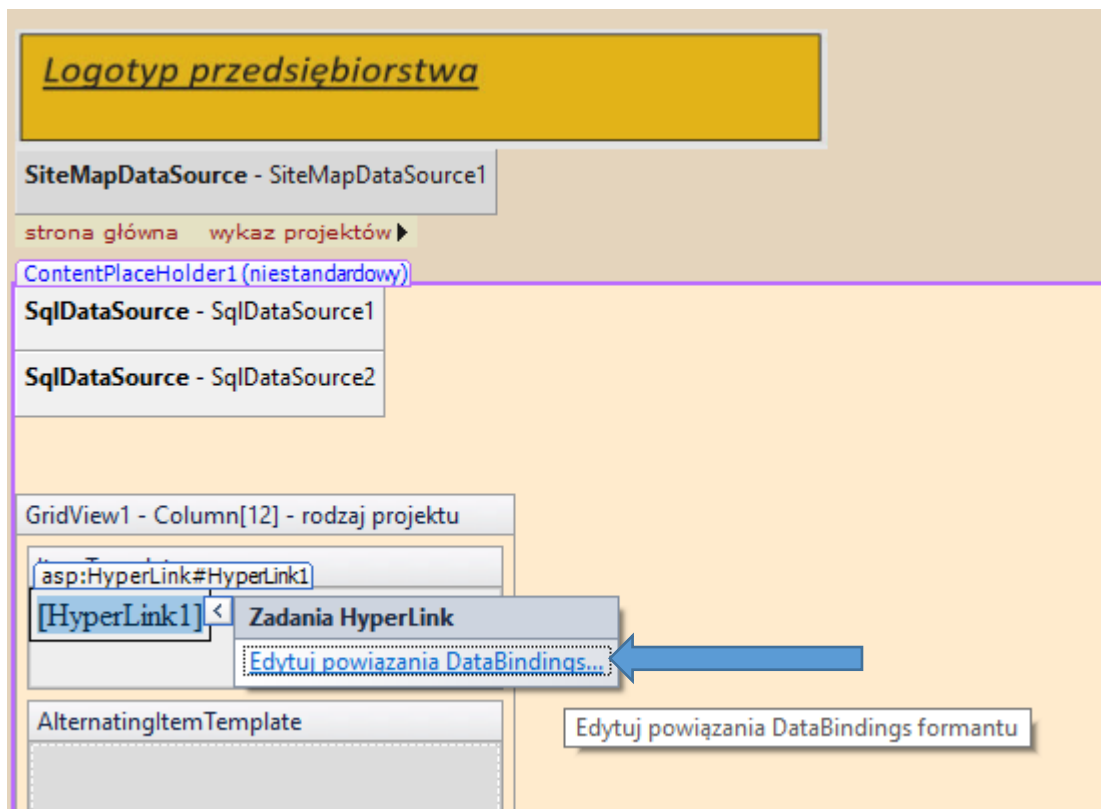 Logotyp przedsiębiorstwa
SiteMapDataSource - SiteMapDataSource1
strona główna wykaz projektów
ContentPlaceHolder1 (niestandardowy)
SqlDataSource - SqlDataSource1
SqlDataSource - SqlDataSource2
GridView1 - Column[12] - rodzaj projektu
asp:HyperLink#HyperLink1
[HyperLink1]
Zadania HyperLink
Edytuj powiązania DataBindings...
AlternatingItemTemplate
Edytuj powiązania DataBindings formantu